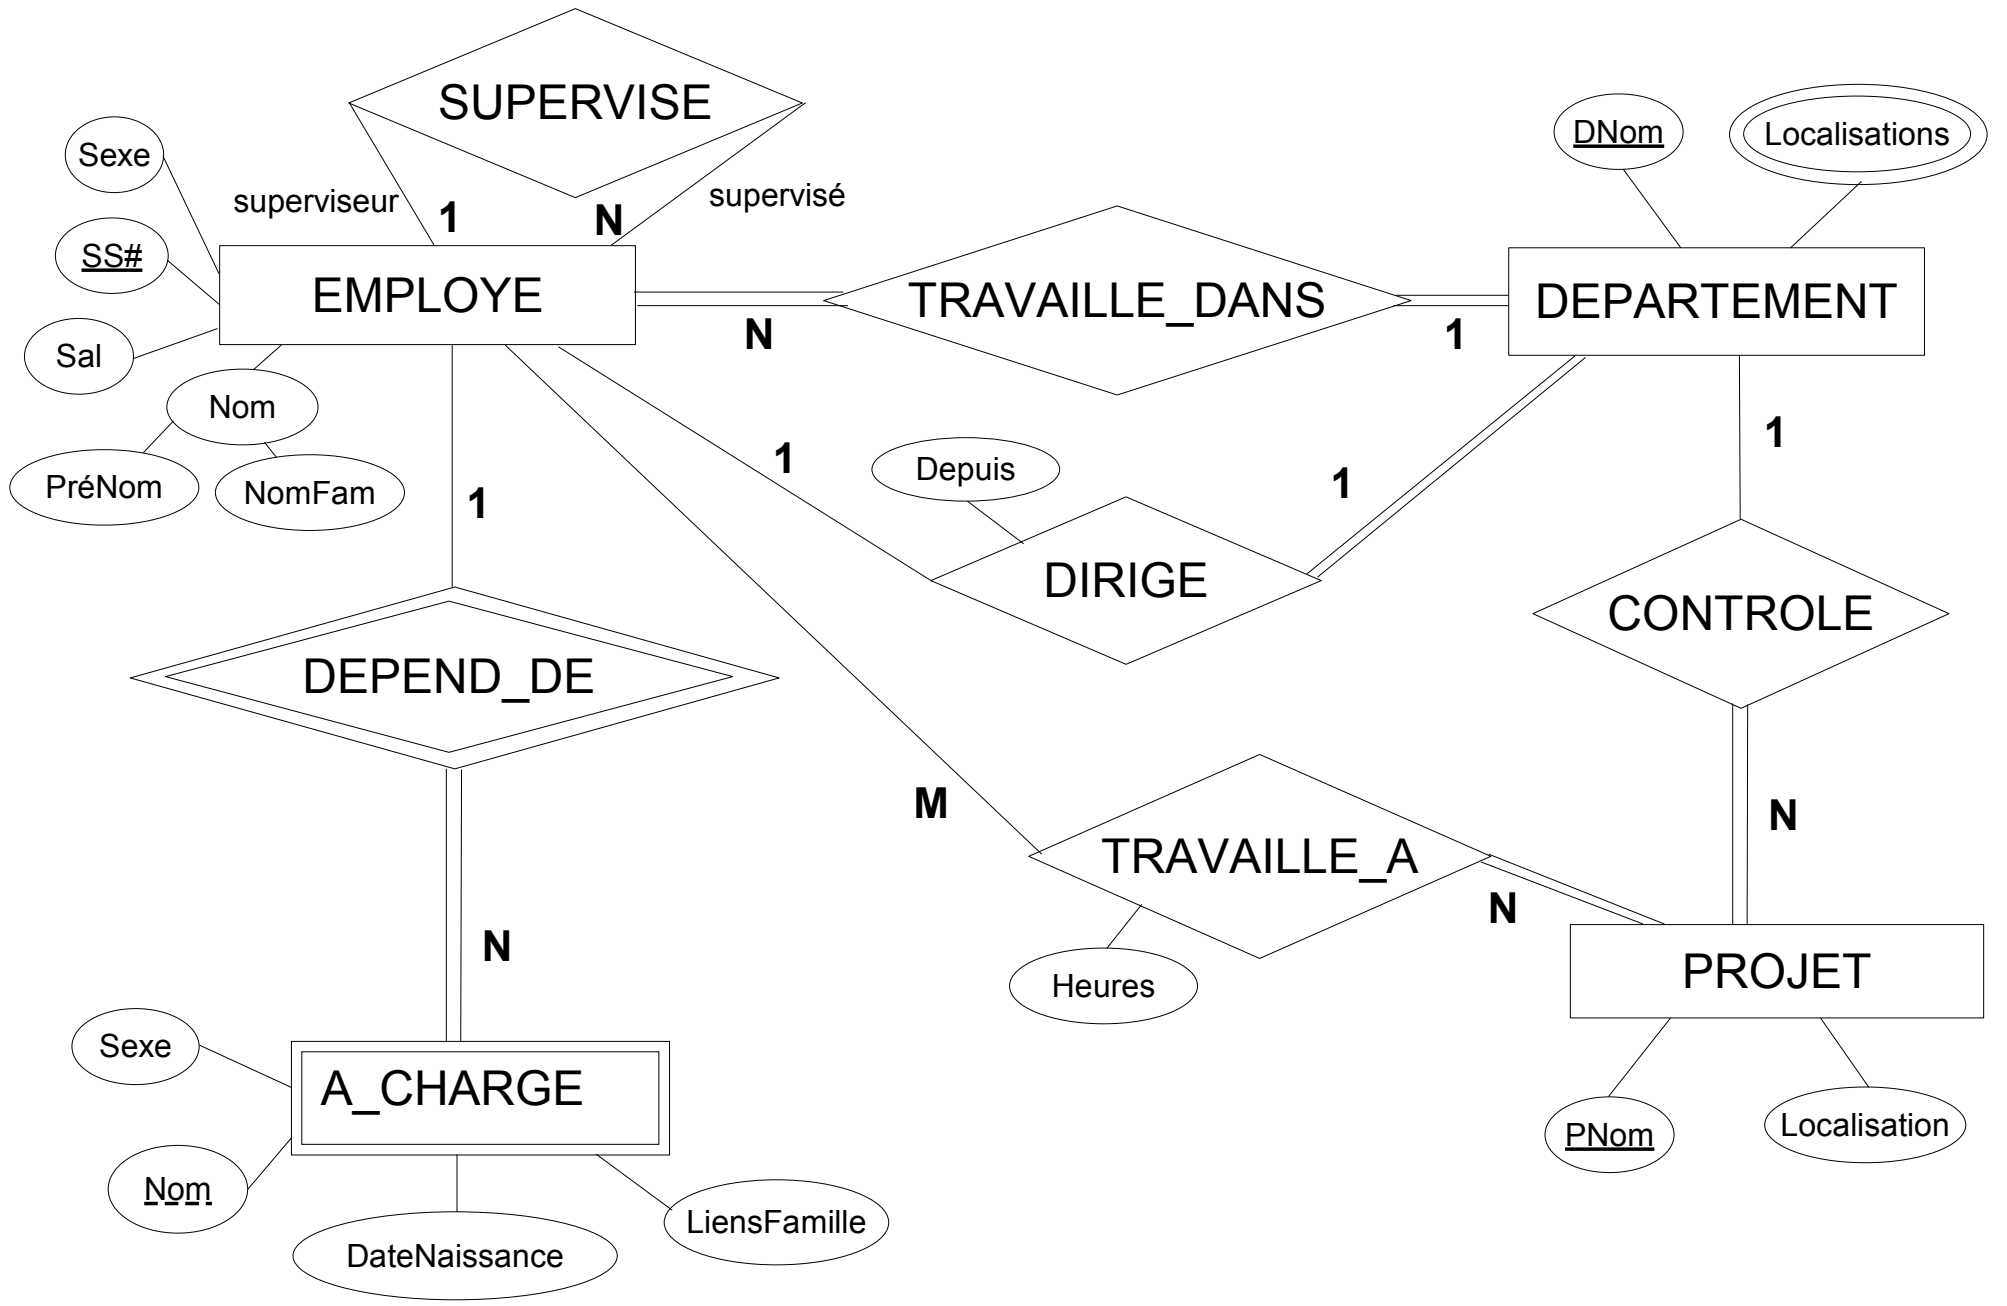 SUPERVISE
Sexe
DNom
Localisations
superviseur
1
N
supervisé
SS#
EMPLOYE
TRAVAILLE_DANS
DEPARTEMENT
N
1
Sal
Nom
PréNom
NomFam
1
1
Depuis
1
1
DIRIGE
CONTROLE
DEPEND_DE
M
N
TRAVAILLE_A
N
N
Heures
PROJET
Sexe
A_CHARGE
PNom
Localisation
Nom
DateNaissance
LiensFamille